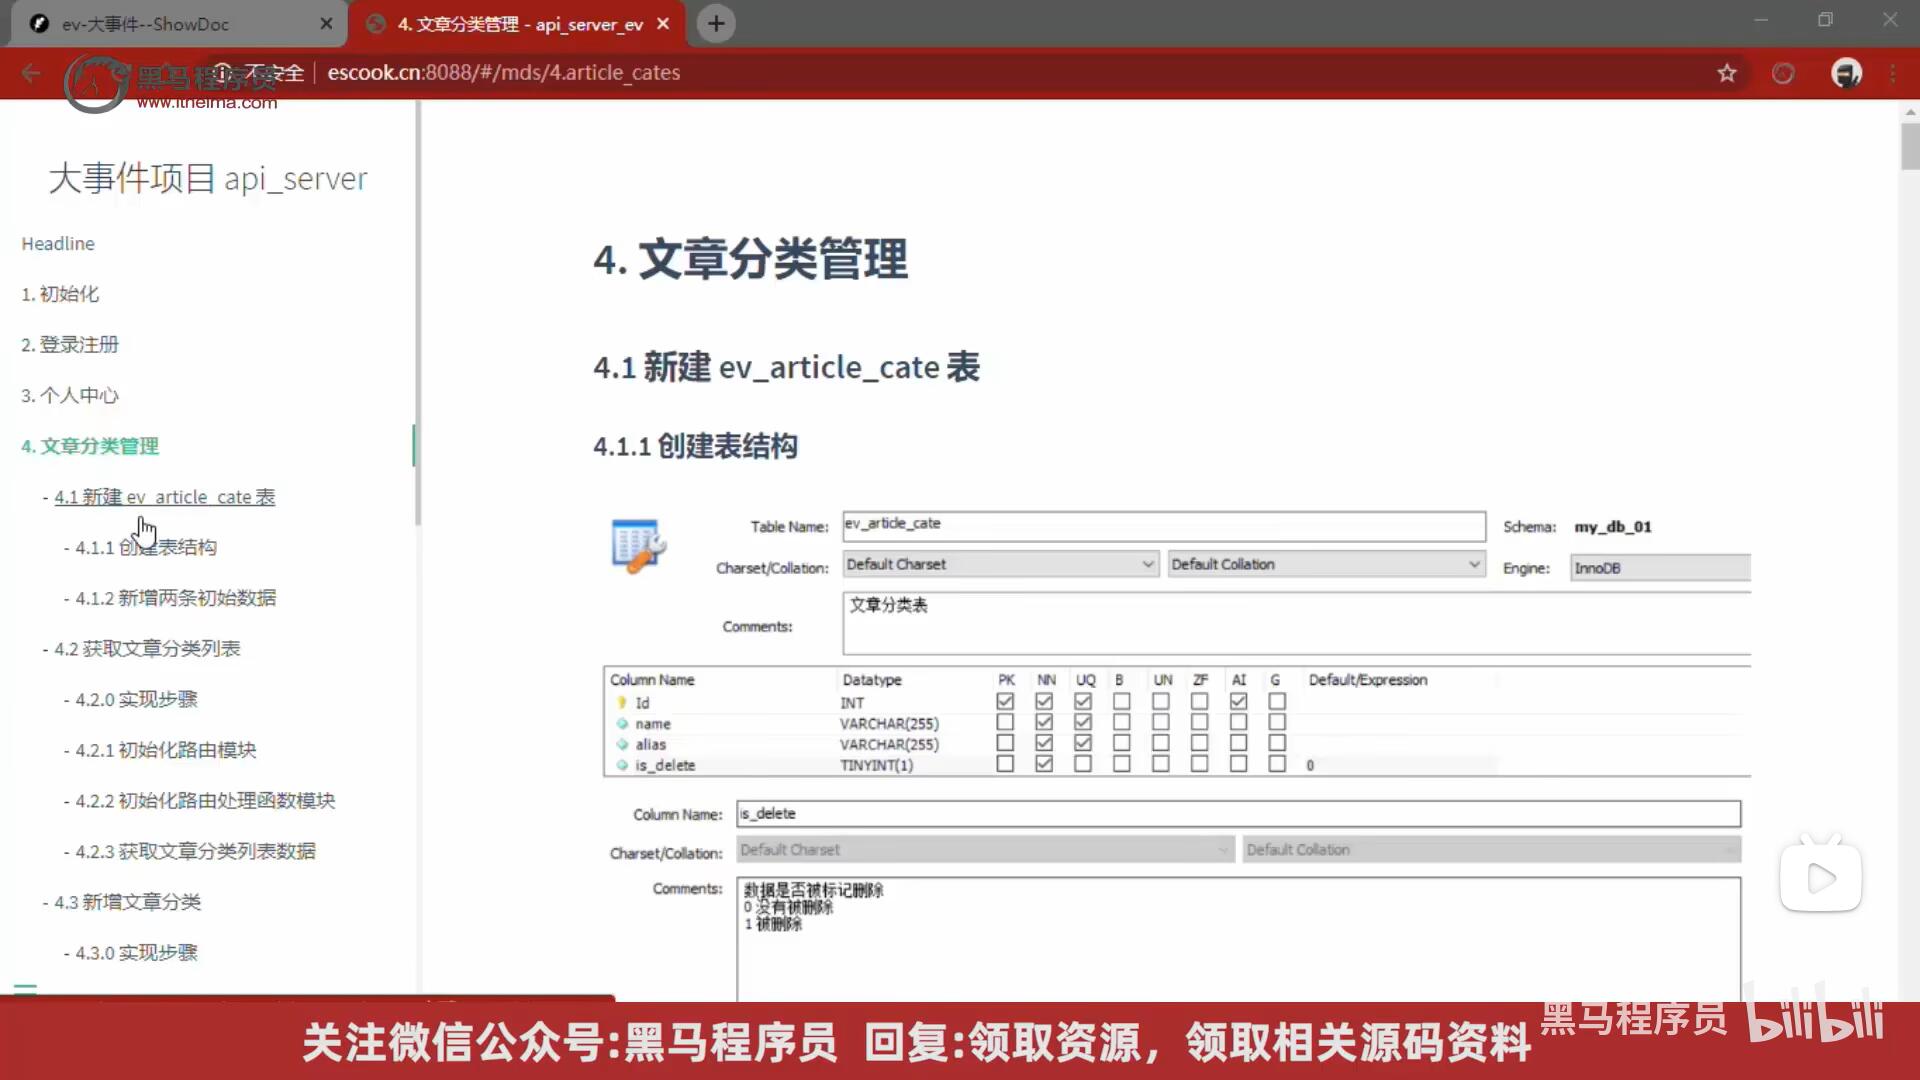 ev-大事件--ShowDoc
4. 文章分类管理 - api_server_ev
黑马程序员
www.itheima.com
不安全
escook.cn:8088/#/mds/4.article_cates
大事件项目 api_server
Headline
1. 初始化
2. 登录注册
3. 个人中心
4. 文章分类管理
- 4.1 新建 ev_article_cate 表
- 4.1.1 创建表结构
- 4.1.2 新增两条初始数据
- 4.2 获取文章分类列表
- 4.2.0 实现步骤
- 4.2.1 初始化路由模块
- 4.2.2 初始化路由处理函数模块
- 4.2.3 获取文章分类列表数据
- 4.3 新增文章分类
- 4.3.0 实现步骤
4. 文章分类管理
4.1 新建 ev_article_cate 表
4.1.1 创建表结构
Table Name: ev_article_cate Schema: my_db_01
Charset/Collation: Default Charset Default Collation Engine: InnoDB
Comments: 文章分类表
Column Name Datatype PK NN UQ B UN ZF AI G Default/Expression
Id INT
name VARCHAR(255)
alias VARCHAR(255)
is_delete TINYINT(1) 0
Column Name: is_delete
Charset/Collation: Default Charset Default Collation
Comments: 数据是否被标记删除
0 没有被删除
1 被删除
黑马程序员 bilibili
关注微信公众号:黑马程序员 回复:领取资源，领取相关源码资料